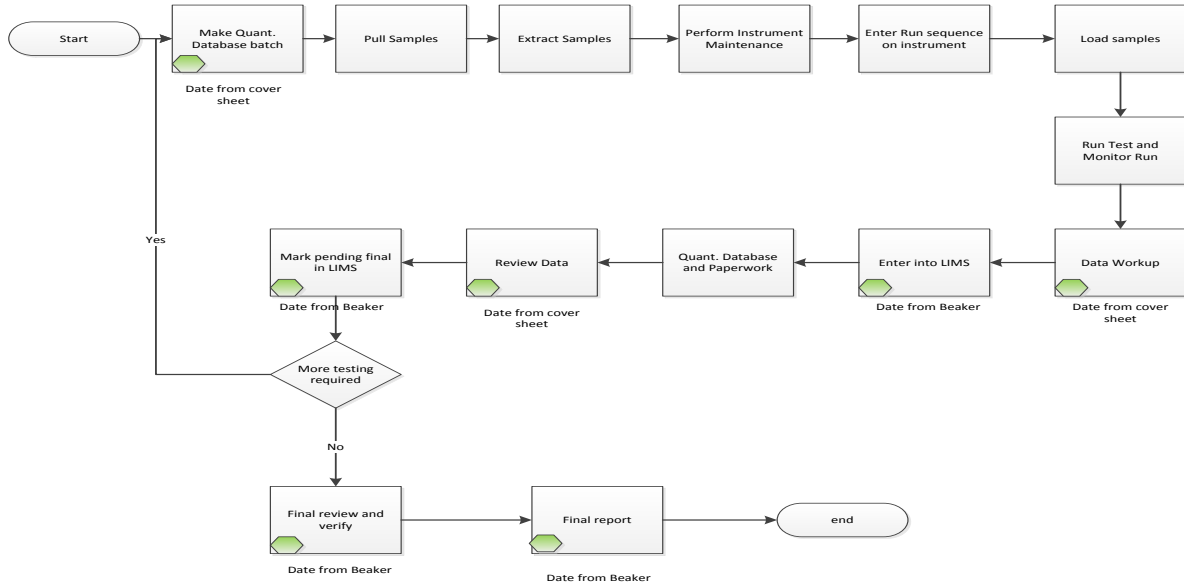 Start
Make Quant.
Database batch
Date from cover
sheet
Pull Samples
Extract Samples
Perform Instrument
Maintenance
Enter Run sequence
on instrument
Load samples
Run Test and
Monitor Run
Data Workup
Date from cover
sheet
Enter into LIMS
Date from Beaker
Quant. Database
and Paperwork
Review Data
Date from cover
sheet
Mark pending final
in LIMS
Date from Beaker
More testing
required
Yes
No
Final review and
verify
Date from Beaker
Final report
Date from Beaker
end